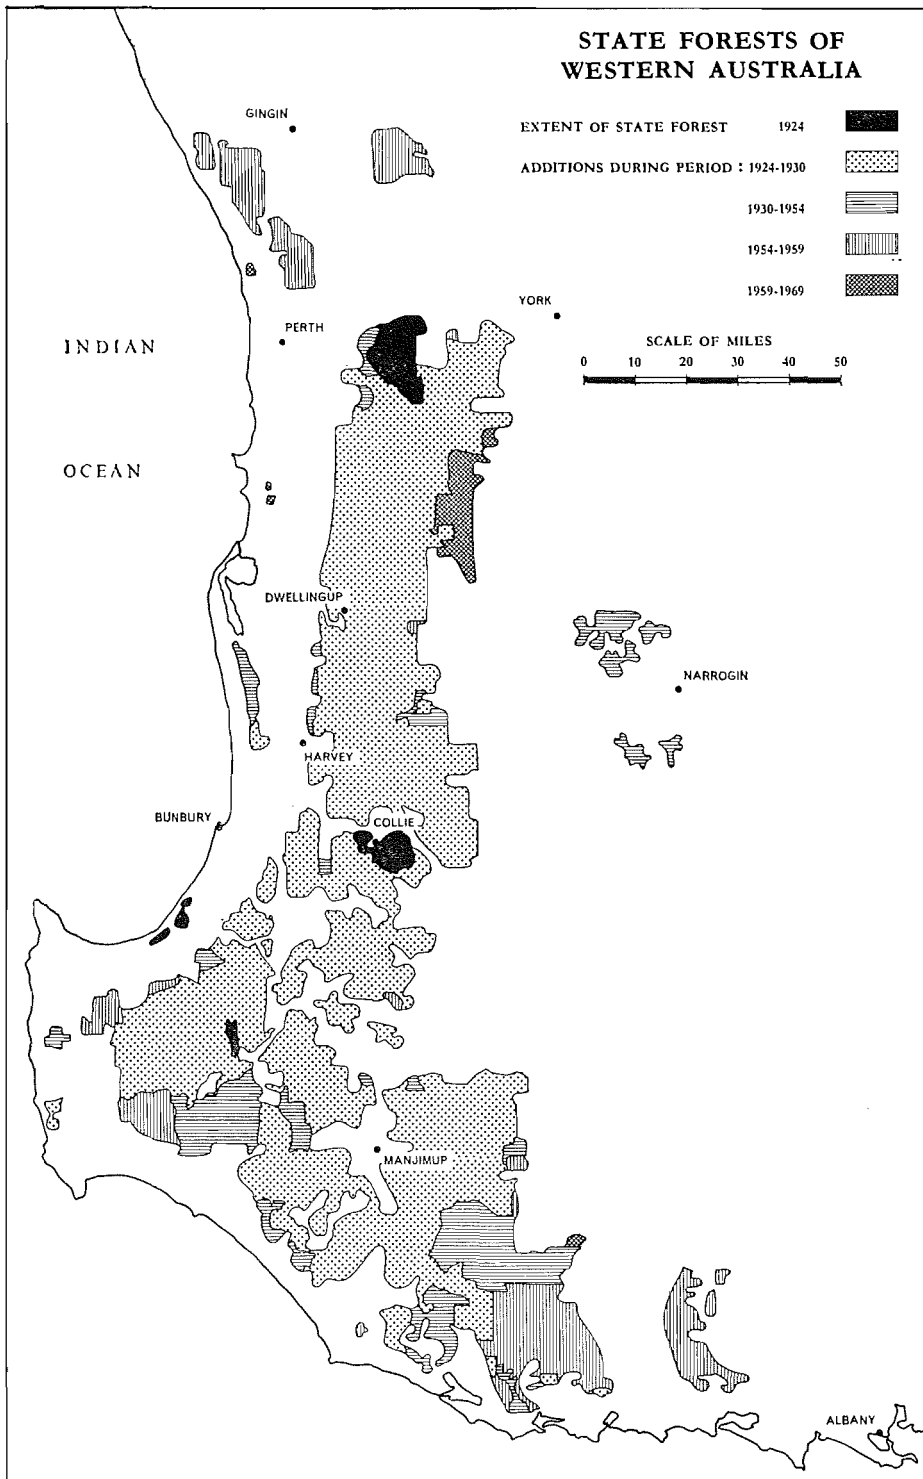 STATE FORESTS OF
WESTERN AUSTRALIA
EXTENT OF STATE FOREST 1924
ADDITIONS DURING PERIOD : 1924-1930
1930-1954
1954-1959
1959-1969
SCALE OF MILES
0 10 20 30 40 50
GINGIN
YORK
PERTH
INDIAN
OCEAN
DWELLINGUP
NARROGIN
HARVEY
BUNBURY
COLLIE
MANJIMUP
ALBANY